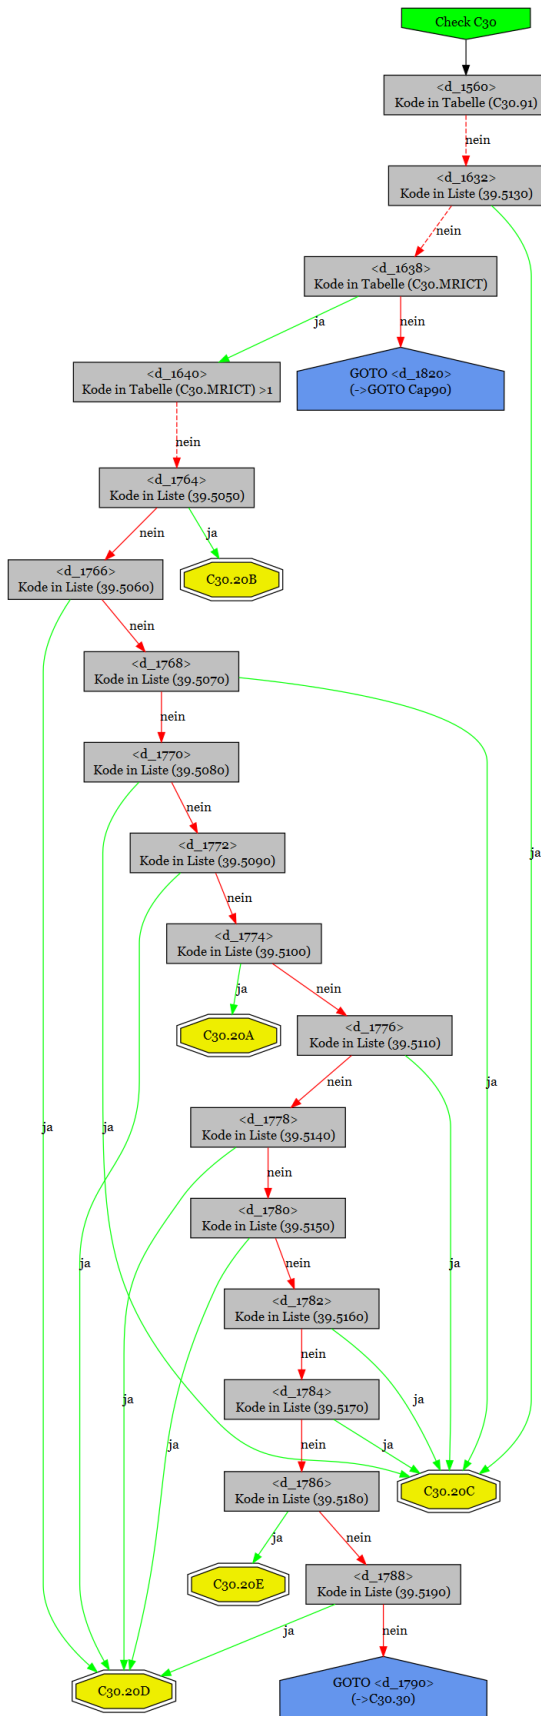 Check C30
<d_1560>
Kode in Tabelle (C30.91)
nein
<d_1632>
Kode in Liste (39.5130)
nein
<d_1638>
Kode in Tabelle (C30.MRICT)
ja
nein
<d_1640>
Kode in Tabelle (C30.MRICT) >1
GOTO <d_1820>
(->GOTO Cap90)
nein
<d_1764>
Kode in Liste (39.5050)
nein
ja
<d_1766>
Kode in Liste (39.5060)
C30.20B
nein
<d_1768>
Kode in Liste (39.5070)
nein
<d_1770>
Kode in Liste (39.5080)
nein
<d_1772>
Kode in Liste (39.5090)
ja
nein
<d_1774>
Kode in Liste (39.5100)
ja
nein
C30.20A
<d_1776>
Kode in Liste (39.5110)
nein
ja
<d_1778>
Kode in Liste (39.5140)
ja
ja
nein
<d_1780>
Kode in Liste (39.5150)
ja
nein
ja
<d_1782>
Kode in Liste (39.5160)
nein
ja
ja
<d_1784>
Kode in Liste (39.5170)
ja
nein
ja
<d_1786>
Kode in Liste (39.5180)
C30.20C
ja
nein
C30.20E
<d_1788>
Kode in Liste (39.5190)
ja
nein
C30.20D
GOTO <d_1790>
(->C30.30)